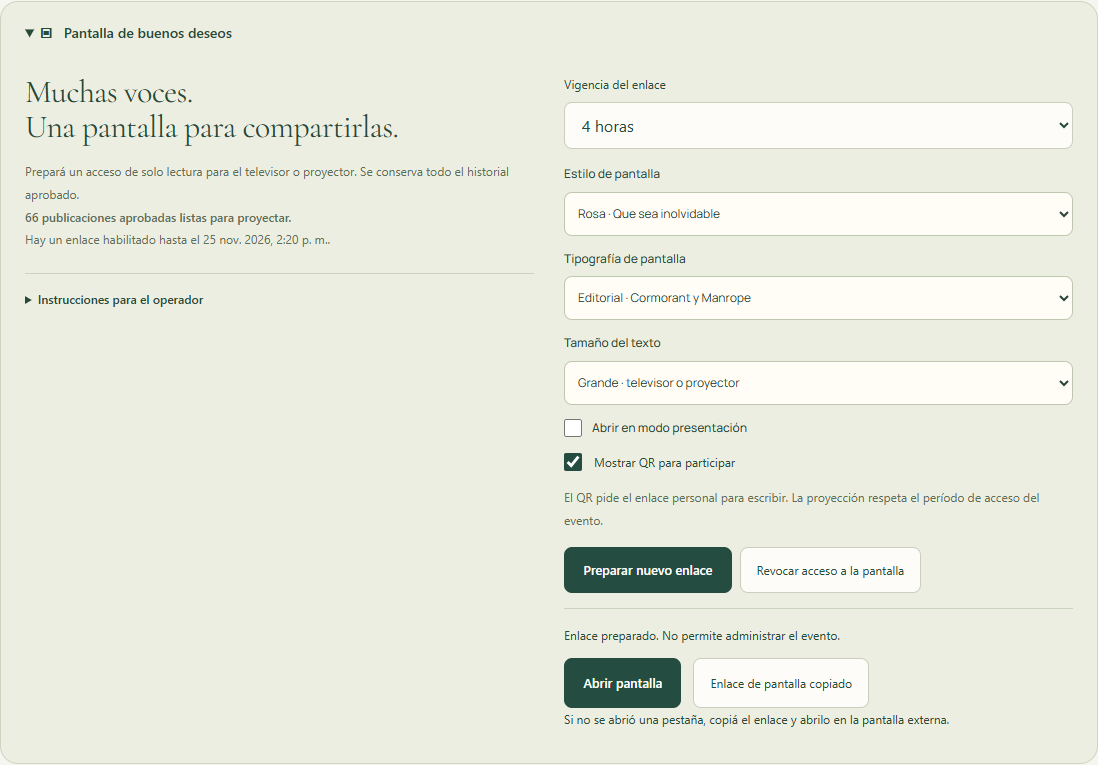 Pantalla de buenos deseos
Muchas voces.
Una pantalla para compartirlas.
Prepará un acceso de solo lectura para el televisor o proyector. Se conserva todo el historial
aprobado.
66 publicaciones aprobadas listas para proyectar.
Hay un enlace habilitado hasta el 25 nov. 2026, 2:20 p. m..
Instrucciones para el operador
Vigencia del enlace
4 horas
Estilo de pantalla
Rosa · Que sea inolvidable
Tipografía de pantalla
Editorial · Cormorant y Manrope
Tamaño del texto
Grande · televisor o proyector
Abrir en modo presentación
Mostrar QR para participar
El QR pide el enlace personal para escribir. La proyección respeta el período de acceso del
evento.
Preparar nuevo enlace
Revocar acceso a la pantalla
Enlace preparado. No permite administrar el evento.
Abrir pantalla
Enlace de pantalla copiado
Si no se abrió una pestaña, copiá el enlace y abrilo en la pantalla externa.